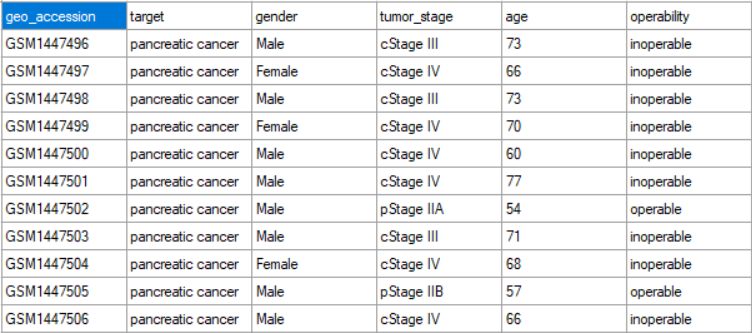 geo_accession target gender tumor_stage age operability
GSM1447496 pancreatic cancer Male cStage III 73 inoperable
GSM1447497 pancreatic cancer Female cStage IV 66 inoperable
GSM1447498 pancreatic cancer Male cStage III 73 inoperable
GSM1447499 pancreatic cancer Female cStage IV 70 inoperable
GSM1447500 pancreatic cancer Male cStage IV 60 inoperable
GSM1447501 pancreatic cancer Male cStage IV 77 inoperable
GSM1447502 pancreatic cancer Male pStage IIA 54 operable
GSM1447503 pancreatic cancer Male cStage III 71 inoperable
GSM1447504 pancreatic cancer Female cStage IV 68 inoperable
GSM1447505 pancreatic cancer Male pStage IIB 57 operable
GSM1447506 pancreatic cancer Male cStage IV 66 inoperable